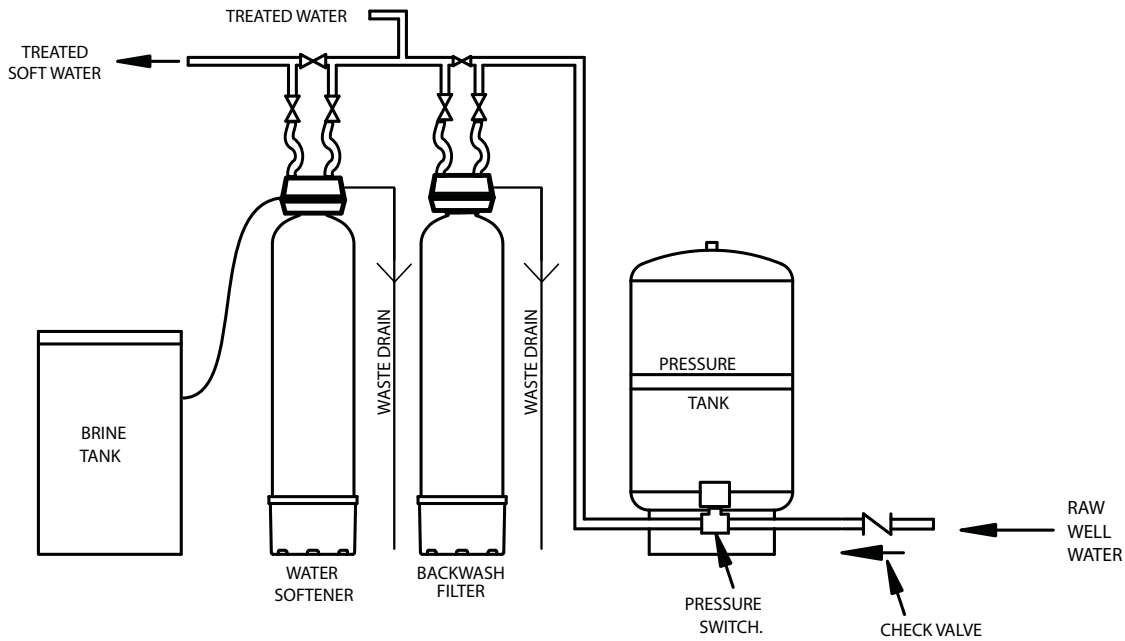 TREATED WATER
TREATED
SOFT WATER
WASTE DRAIN
WASTE DRAIN
PRESSURE
TANK
BRINE
TANK
RAW
WELL
WATER
WATER
SOFTENER
BACKWASH
FILTER
PRESSURE
SWITCH.
CHECK VALVE